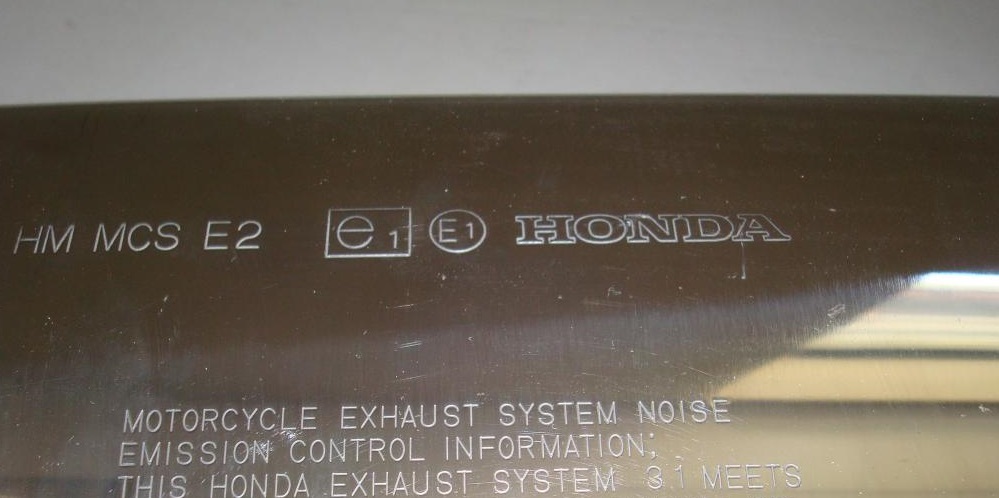 HM MCS E2 e1 E1 HONDA
MOTORCYCLE EXHAUST SYSTEM NOISE
EMISSION CONTROL INFORMATION;
THIS HONDA EXHAUST SYSTEM 3.1 MEETS